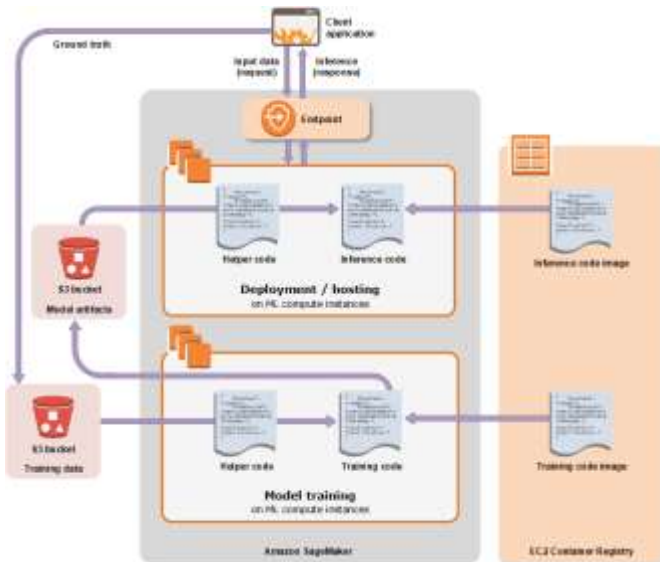 Client
application
Ground truth
Input data
(request)
Inference
(response)
Endpoint
Helper code
Inference code
Inference code image
Deployment / hosting
on ML compute instances
S3 bucket
Model artifacts
S3 bucket
Training data
Helper code
Training code
Training code image
Model training
on ML compute instances
Amazon SageMaker
EC2 Container Registry